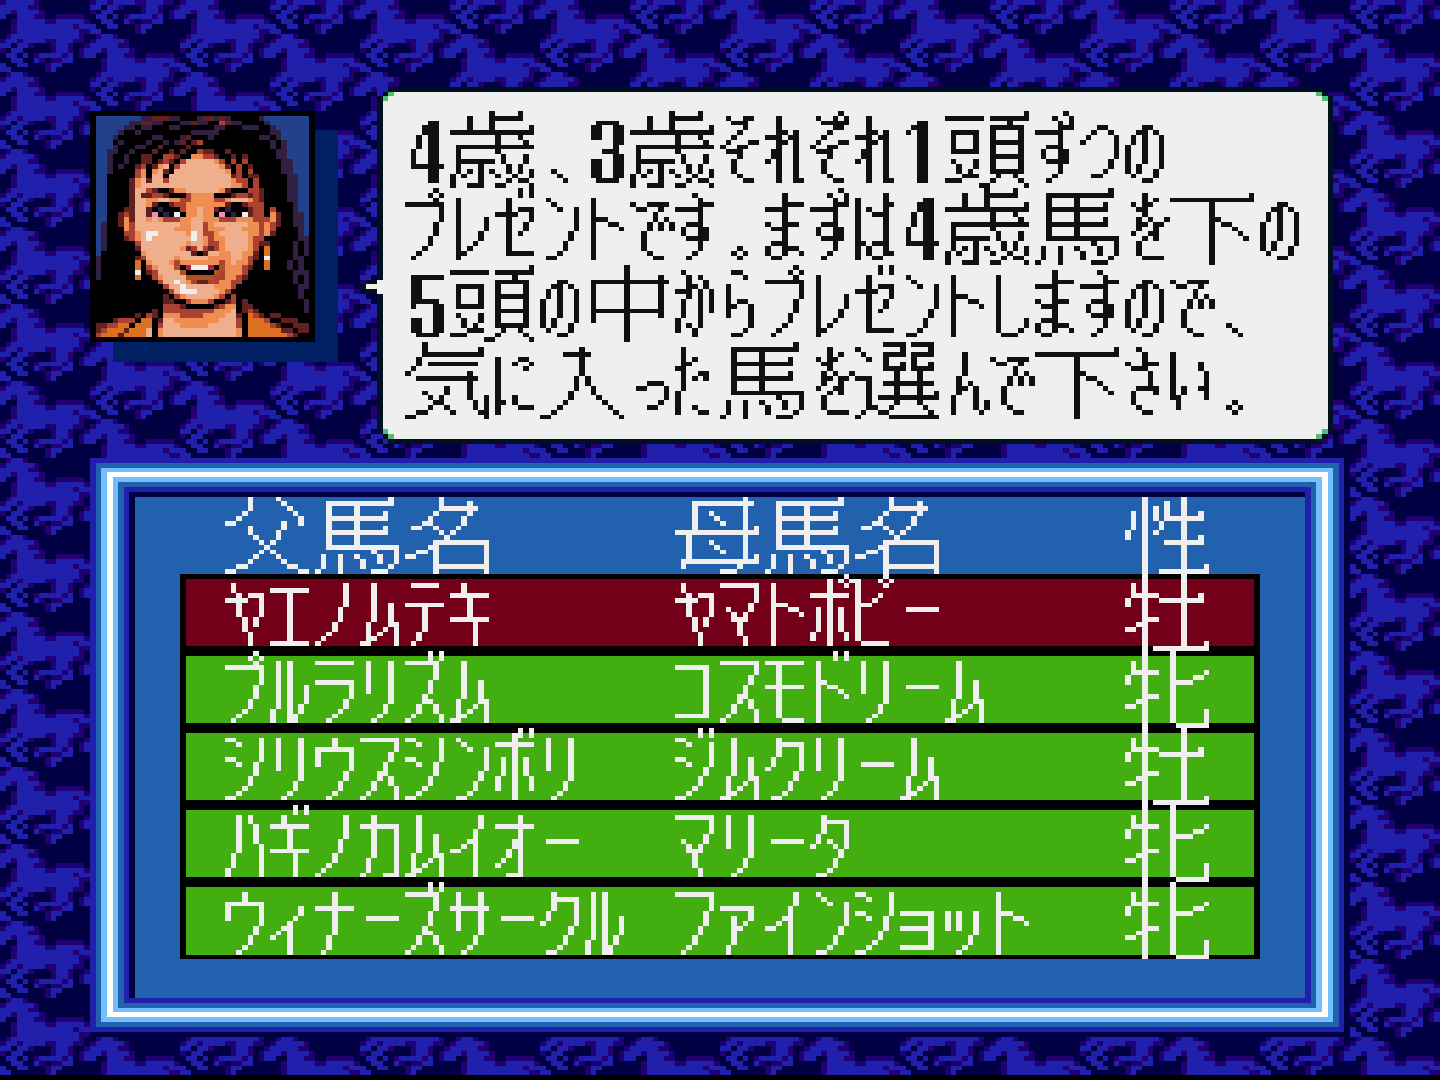 4歳、3歳それぞれ1頭ずつの
プレゼントです。まずは4歳馬を下の
5頭の中からプレゼントしますので、
気に入った馬を選んで下さい。
父馬名 母馬名 性
ヤエノムテキ ヤマトポピー 牡
プルラリズム コスモドリーム 牝
シリウスシンボリ ジムクリーム 牡
ハギノカムイオー マリータ 牝
ウィナーズサークル ファインショット 牝